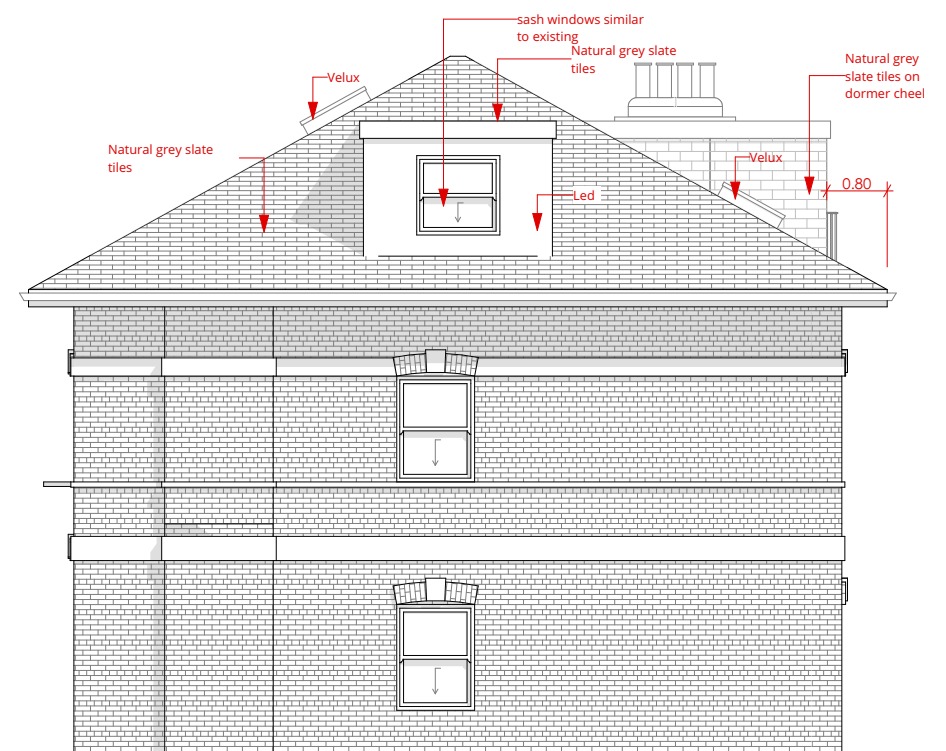 sash windows similar
to existing
Natural grey slate
tiles
Natural grey
slate tiles on
dormer cheel
Velux
Natural grey slate
tiles
Velux
0.80
Led